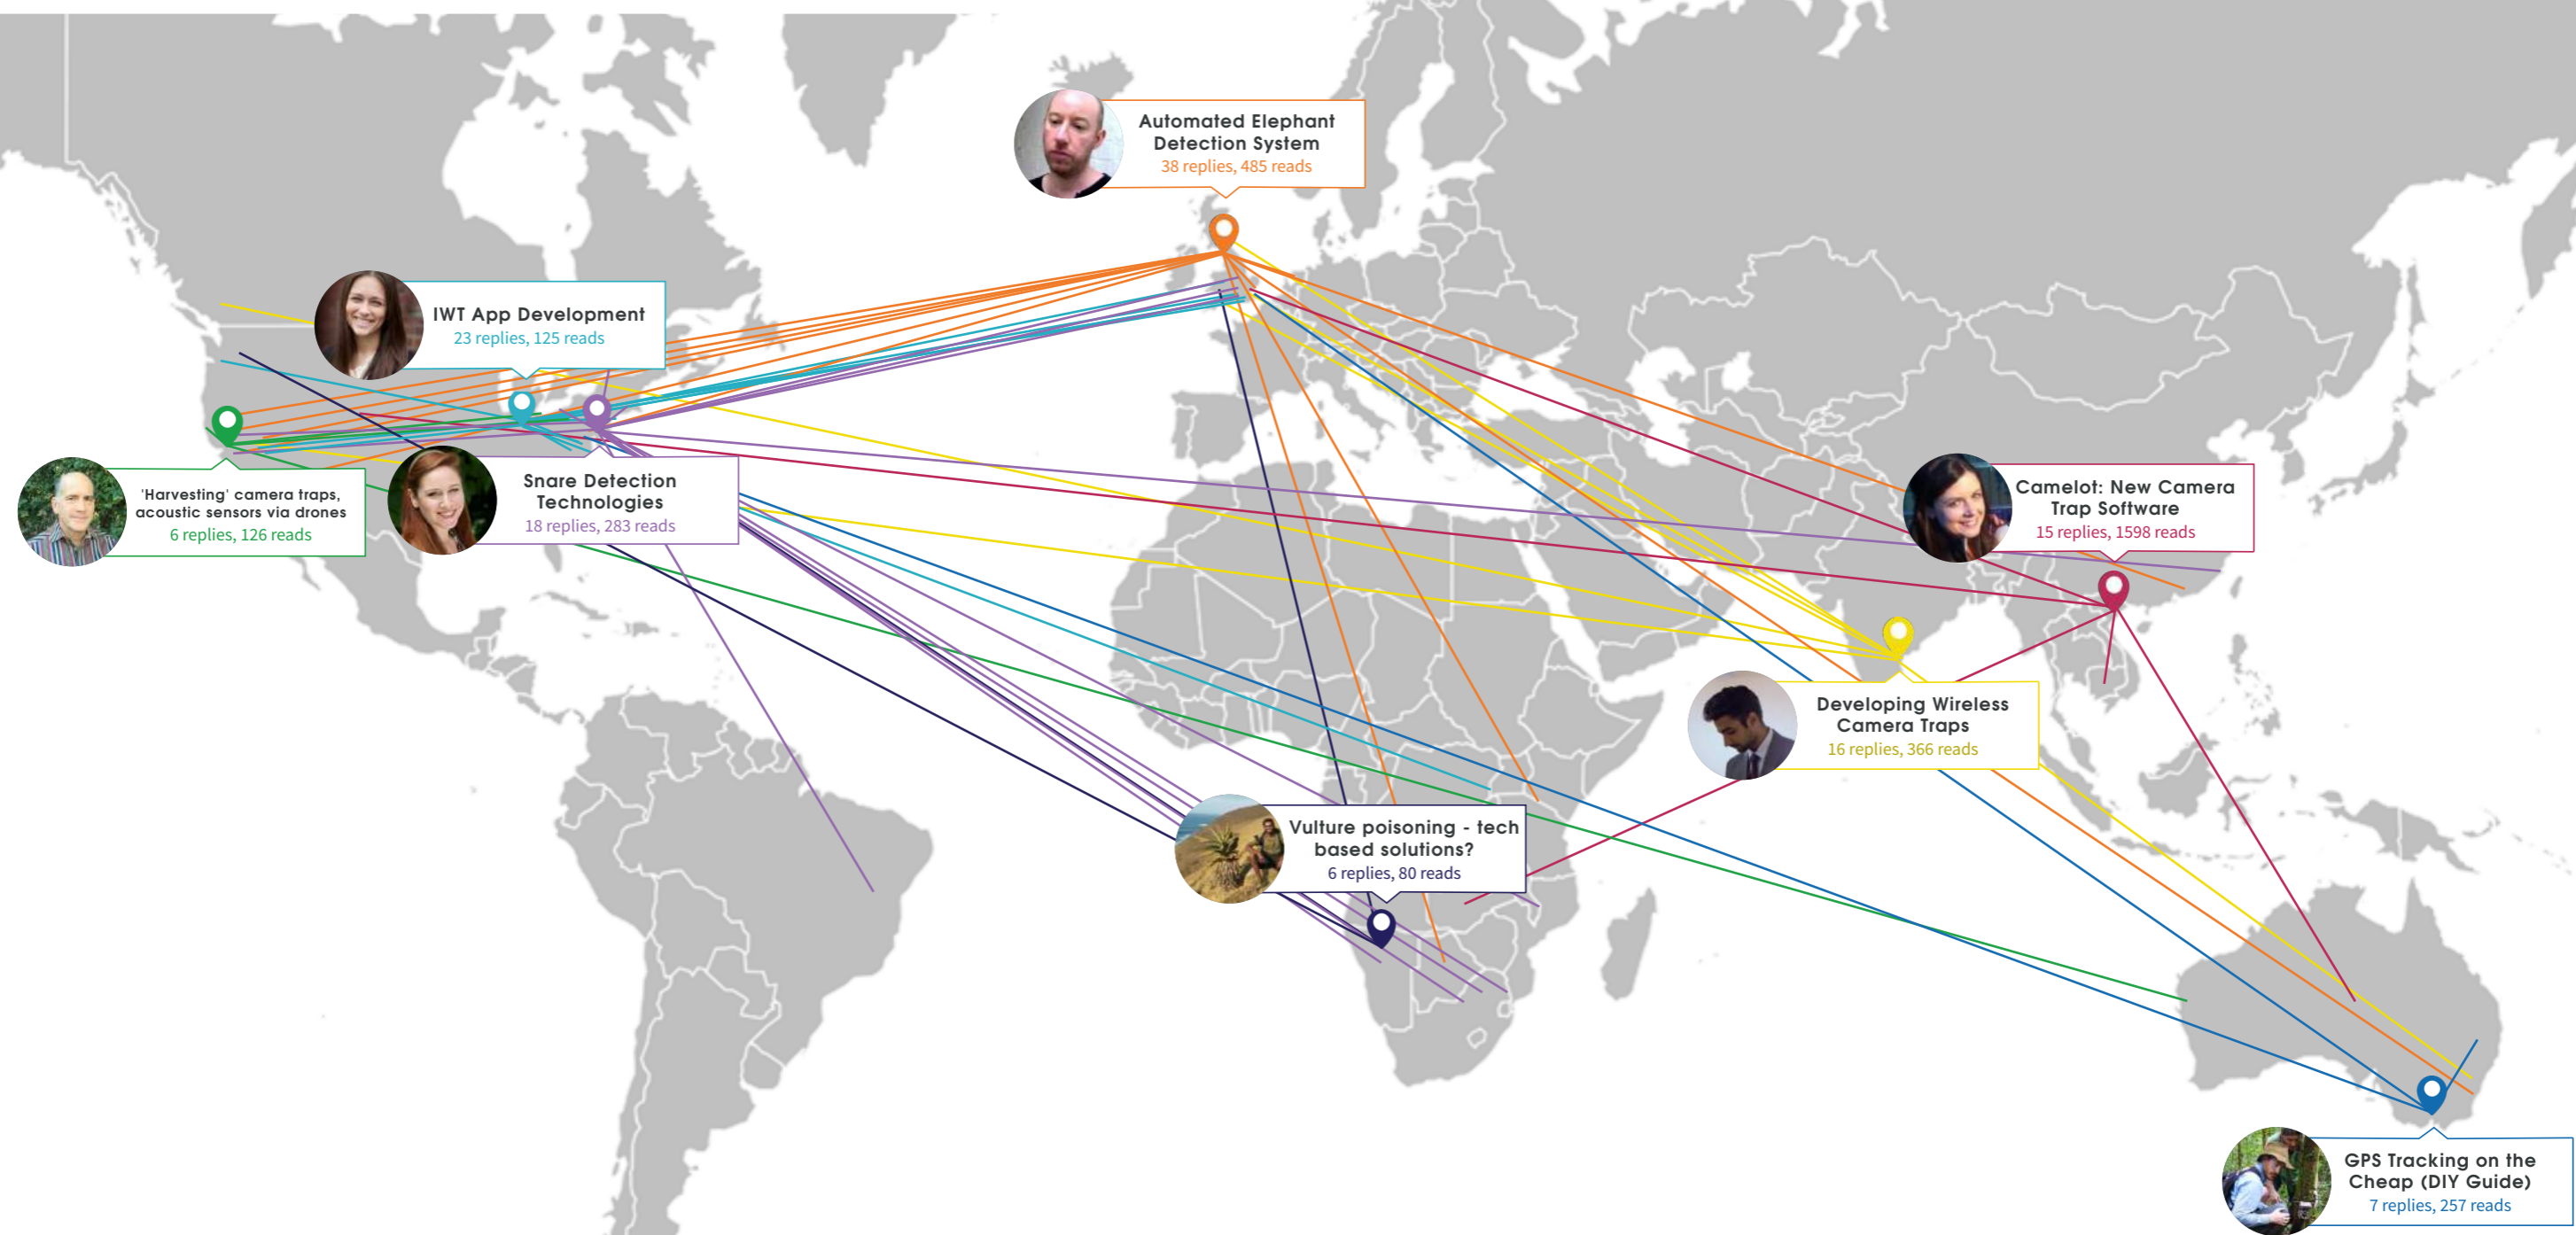 Automated Elephant
Detection System
38 replies, 485 reads
IWT App Development
23 replies, 125 reads
'Harvesting' camera traps,
acoustic sensors via drones
6 replies, 126 reads
Snare Detection
Technologies
18 replies, 283 reads
Camelot: New Camera
Trap Software
15 replies, 1598 reads
Developing Wireless
Camera Traps
16 replies, 366 reads
Vulture poisoning - tech
based solutions?
6 replies, 80 reads
GPS Tracking on the
Cheap (DIY Guide)
7 replies, 257 reads